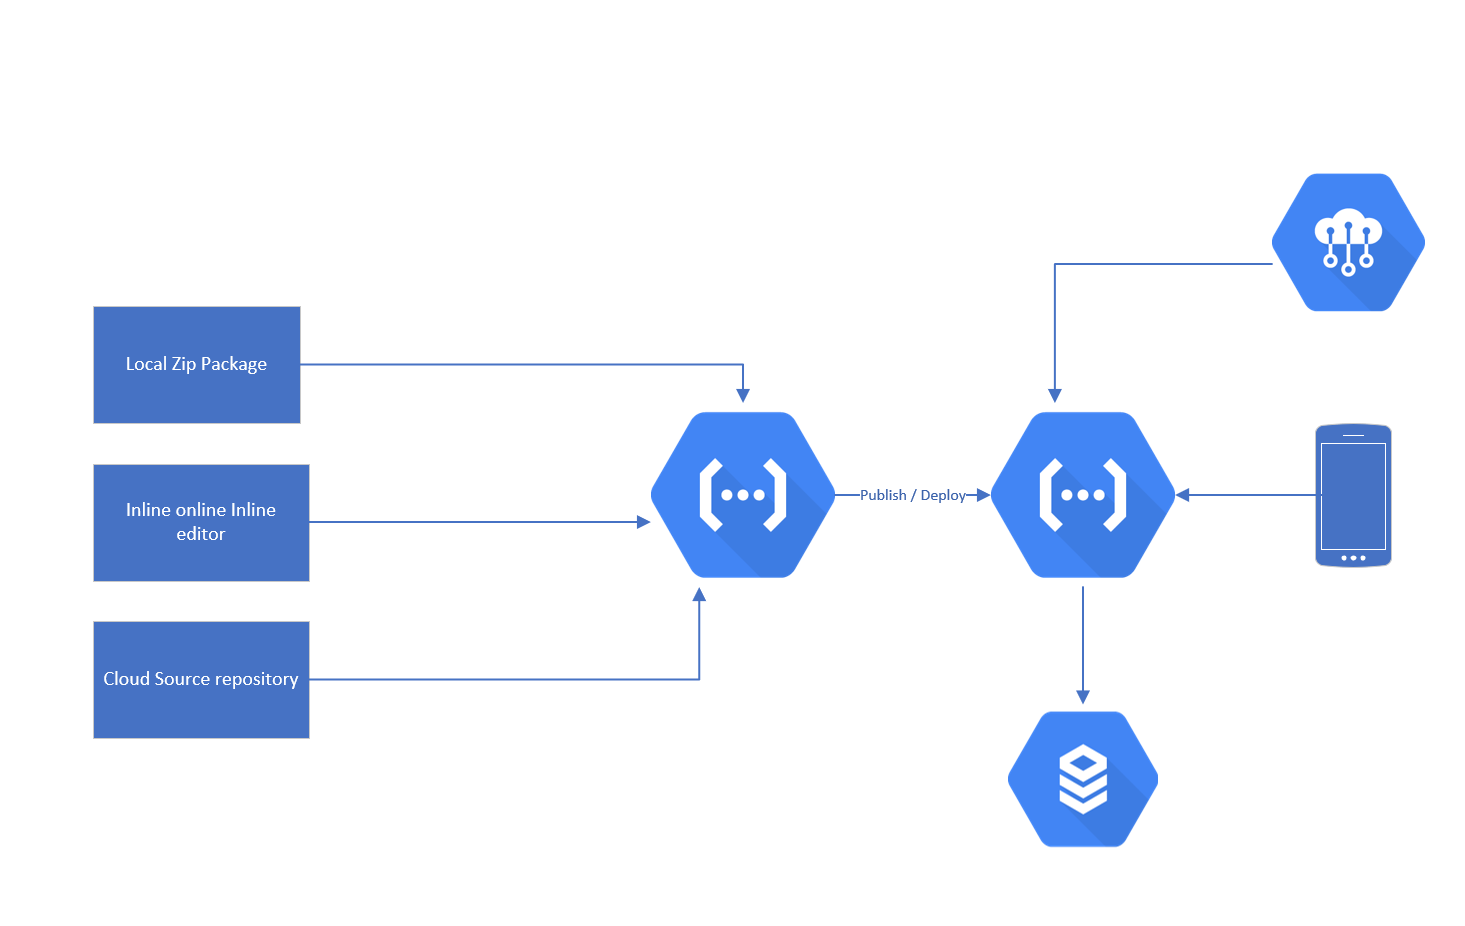 Local Zip Package
Inline online Inline
editor
Cloud Source repository
Publish / Deploy